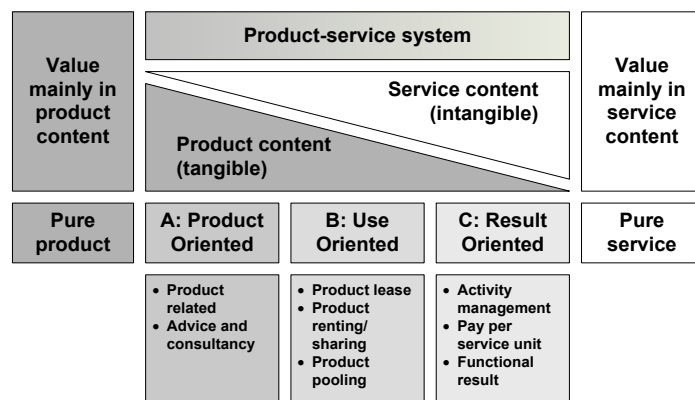 Value
mainly in
product
content
Product-service system
Service content
(intangible)
Product content
(tangible)
Value
mainly in
service
content
Pure
product
A: Product
Oriented
B: Use
Oriented
C: Result
Oriented
Pure
service
• Product
related
• Advice and
consultancy
• Product lease
• Product
renting/
sharing
• Product
pooling
• Activity
management
• Pay per
service unit
• Functional
result